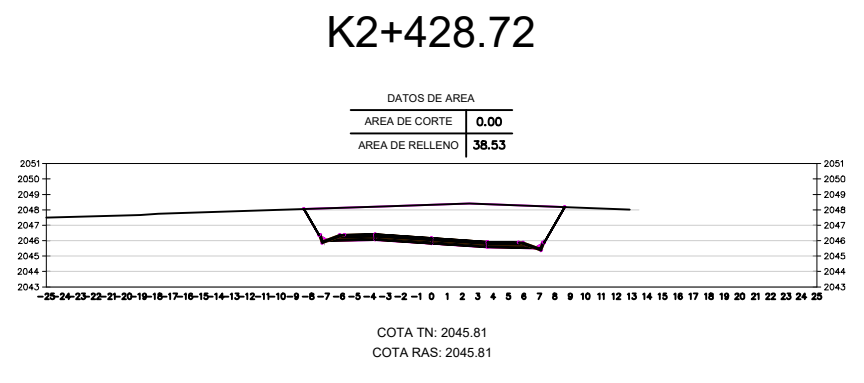 K2+428.72
DATOS DE AREA
AREA DE CORTE 0.00
AREA DE RELLENO 38.53
2051 2051
2050 2050
2049 2049
2048 2048
2047 2047
2046 2046
2045 2045
2044 2044
2043 2043
-25 -24 -23 -22 -21 -20 -19 -18 -17 -16 -15 -14 -13 -12 -11 -10 -9 -8 -7 -6 -5 -4 -3 -2 -1 0 1 2 3 4 5 6 7 8 9 10 11 12 13 14 15 16 17 18 19 20 21 22 23 24 25
COTA TN: 2045.81
COTA RAS: 2045.81